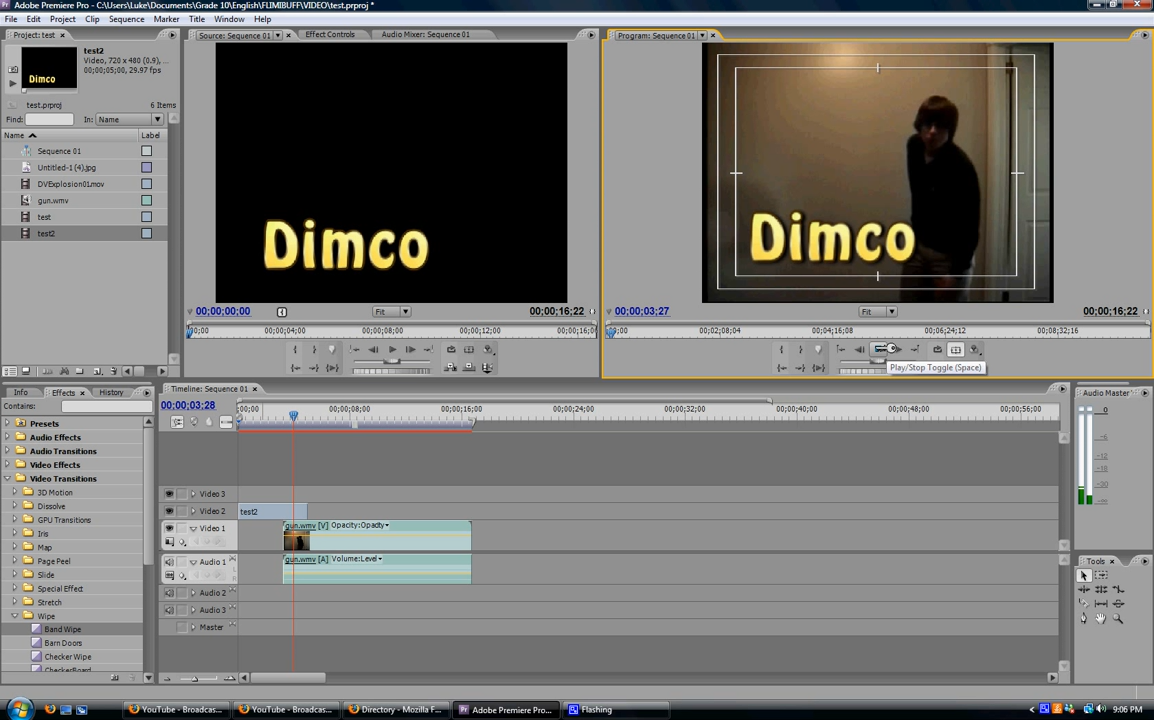 Adobe Premiere Pro - C:\Users\Luke\Documents\Grade 10\English\FLIMIBUFF\VIDEO\test.prproj *
File Edit Project Clip Sequence Marker Title Window Help
Project: test
test2
Video, 720 x 480 (0.9), ...
00;00;05;00, 29.97 fps
Dimco
test.prproj 6 Items
Find: In: Name
Name Label
Sequence 01
Untitled-1 (4).jpg
DVExplosion01.mov
gun.wmv
test
test2
Source: Sequence 01 Effect Controls Audio Mixer: Sequence 01
Dimco
00;00;00;00 Fit 00;00;16;22
00;00 00;00;04;00 00;00;08;00 00;00;12;00 00;00;16;00
Program: Sequence 01
Dimco
00;00;03;27 Fit 00;00;16;22
00;00 00;02;08;04 00;04;16;08 00;06;24;12 00;08;32;16
Play/Stop Toggle (Space)
Info Effects History
Contains:
Presets
Audio Effects
Audio Transitions
Video Effects
Video Transitions
3D Motion
Dissolve
GPU Transitions
Iris
Map
Page Peel
Slide
Special Effect
Stretch
Wipe
Band Wipe
Barn Doors
Checker Wipe
CheckerBoard
Timeline: Sequence 01
00;00;03;28
00;00 00;00;08;00 00;00;16;00 00;00;24;00 00;00;32;00 00;00;40;00 00;00;48;00 00;00;56;00
Video 3
Video 2 test2
Video 1 gun.wmv [V] Opacity:Opacity
Audio 1 gun.wmv [A] Volume:Level
Audio 2
Audio 3
Master
Audio Master
0
-6
-12
-18
-30
Tools
YouTube - Broadcas... YouTube - Broadcas... Directory - Mozilla F... Adobe Premiere Pro... Flashing 9:06 PM